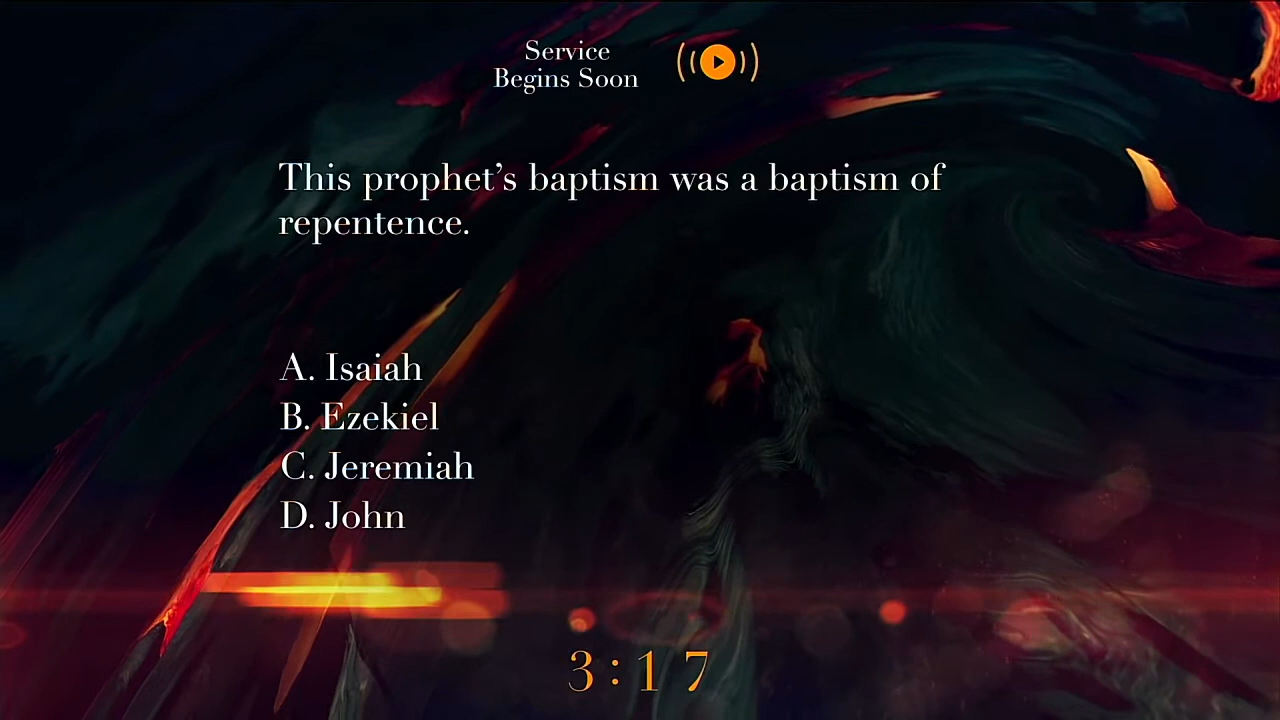 Service
Begins Soon
This prophet’s baptism was a baptism of
repentence.
A. Isaiah
B. Ezekiel
C. Jeremiah
D. John
3:17